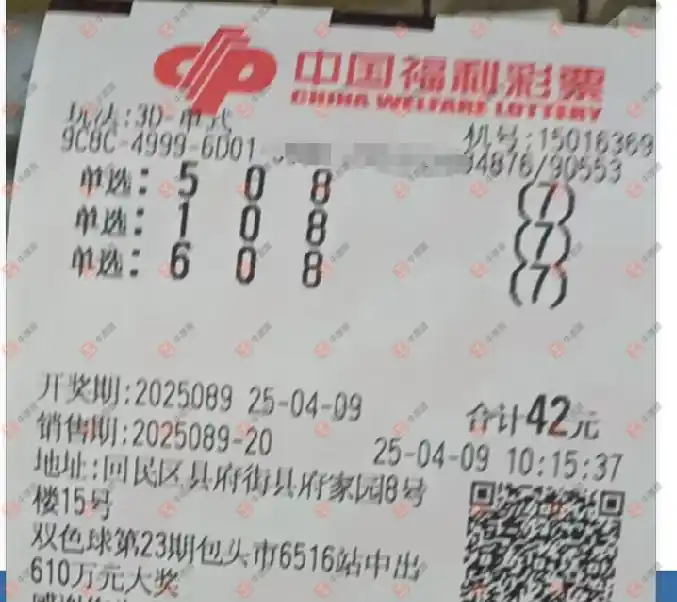 中国福利彩票
CHINA WELFARE LOTTERY
玩法:3D-单式
机号:15016369
9C8C-4999-6D01-
34876/90553
单选: 5 0 8 (7)
单选: 1 0 8 (7)
单选: 6 0 8 (7)
开奖期:2025089 25-04-09
合计42元
销售期:2025089-20 25-04-09 10:15:37
地址:回民区县府街县府家园8号
楼15号
双色球第23期包头市6516站中出
610万元大奖